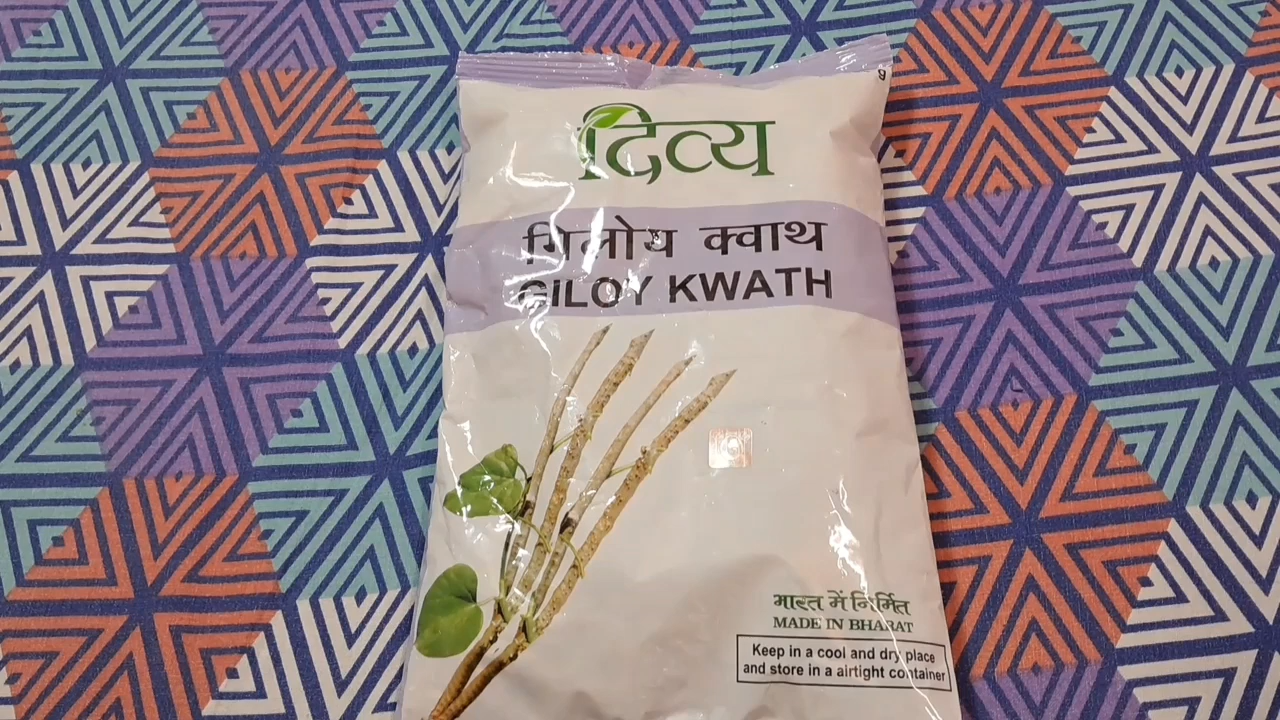 दिव्य
गिलोय क्वाथ
GILOY KWATH
भारत में निर्मित
MADE IN BHARAT
Keep in a cool and dry place
and store in a airtight container